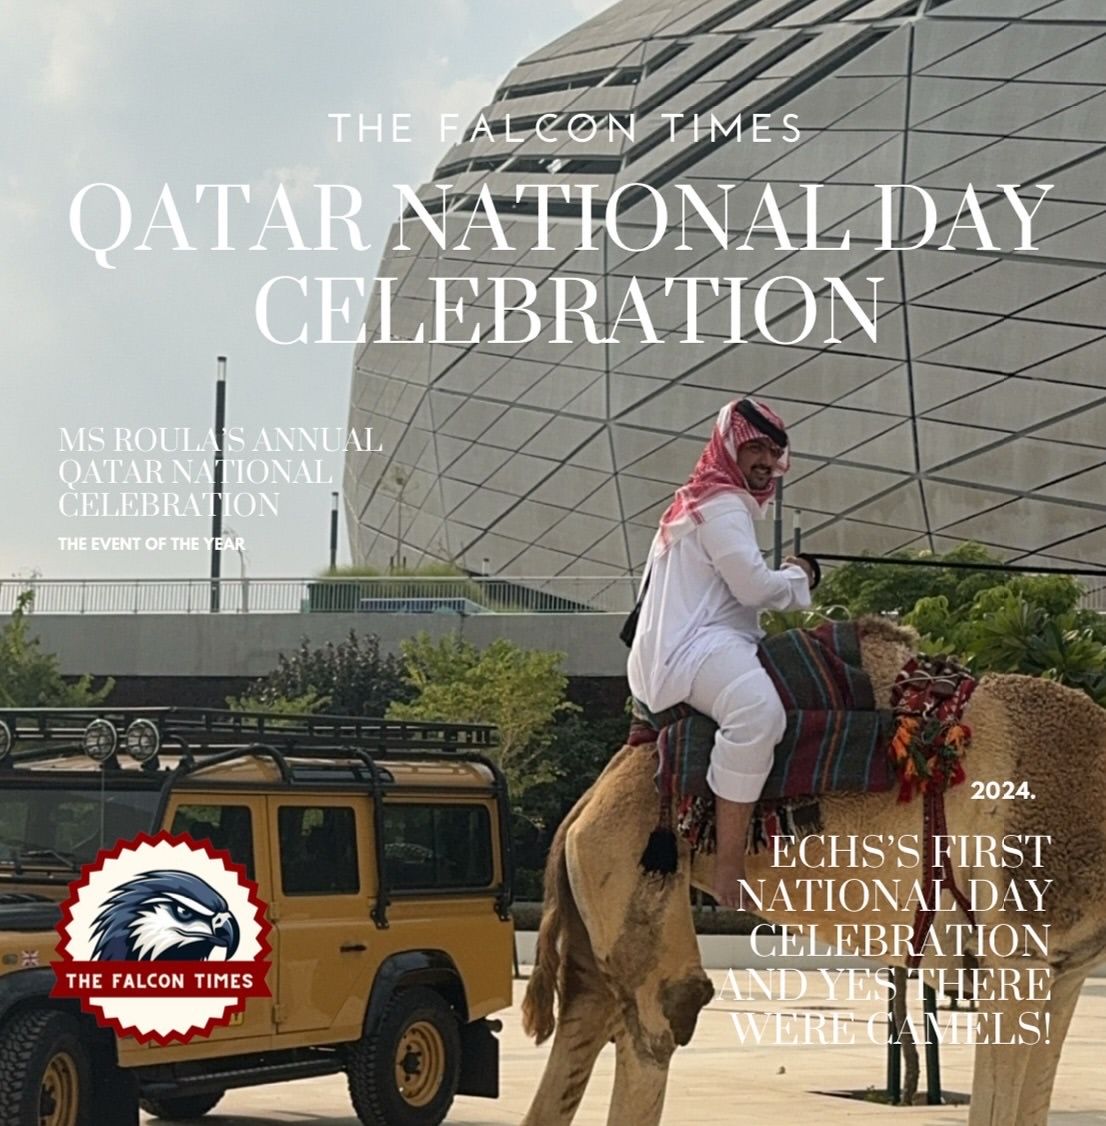 THE FALCON TIMES
QATAR NATIONAL DAY
CELEBRATION
MS ROULA'S ANNUAL
QATAR NATIONAL
CELEBRATION
THE EVENT OF THE YEAR
2024.
ECHS'S FIRST
NATIONAL DAY
CELEBRATION
AND YES THERE
WERE CAMELS!
THE FALCON TIMES